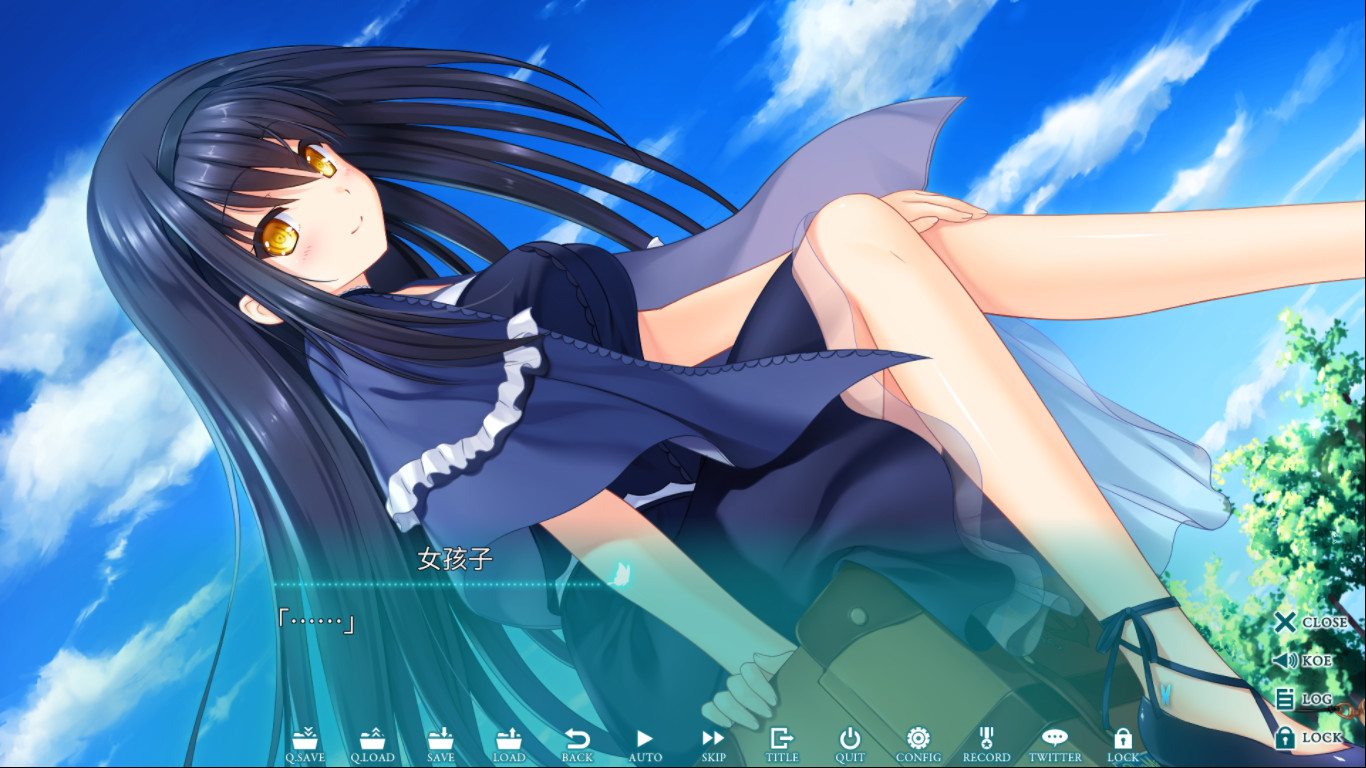 女孩子
「……」
CLOSE
KOE
LOG
LOCK
Q.SAVE Q.LOAD SAVE LOAD BACK AUTO SKIP TITLE QUIT CONFIG RECORD TWITTER LOCK